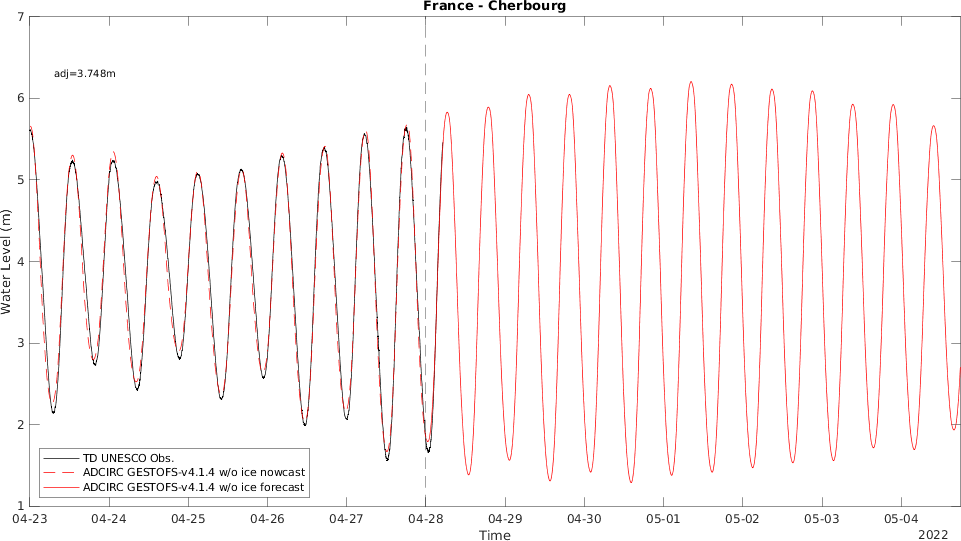 France - Cherbourg
7
adj=3.748m
6
5
4
Water Level (m)
3
2
TD UNESCO Obs.
ADCIRC GESTOFS-v4.1.4 w/o ice nowcast
ADCIRC GESTOFS-v4.1.4 w/o ice forecast
1
04-23 04-24 04-25 04-26 04-27 04-28 04-29 04-30 05-01 05-02 05-03 05-04
Time
2022